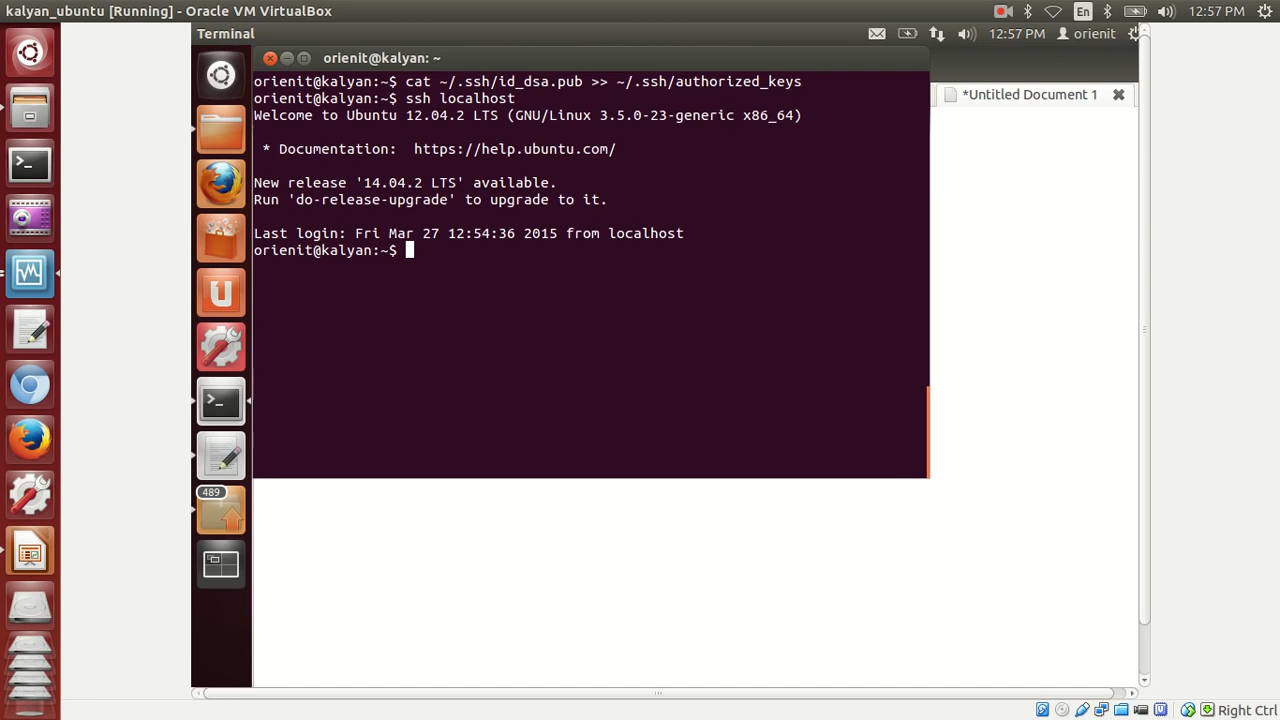 kalyan_ubuntu [Running] - Oracle VM VirtualBox
En
12:57 PM
Terminal
12:57 PM
orienit
orienit@kalyan: ~
*Untitled Document 1
orienit@kalyan:~$ cat ~/.ssh/id_dsa.pub >> ~/.ssh/authorized_keys
orienit@kalyan:~$ ssh localhost
Welcome to Ubuntu 12.04.2 LTS (GNU/Linux 3.5.0-23-generic x86_64)
* Documentation:  https://help.ubuntu.com/
New release '14.04.2 LTS' available.
Run 'do-release-upgrade' to upgrade to it.
Last login: Fri Mar 27 12:54:36 2015 from localhost
orienit@kalyan:~$
489
Right Ctrl